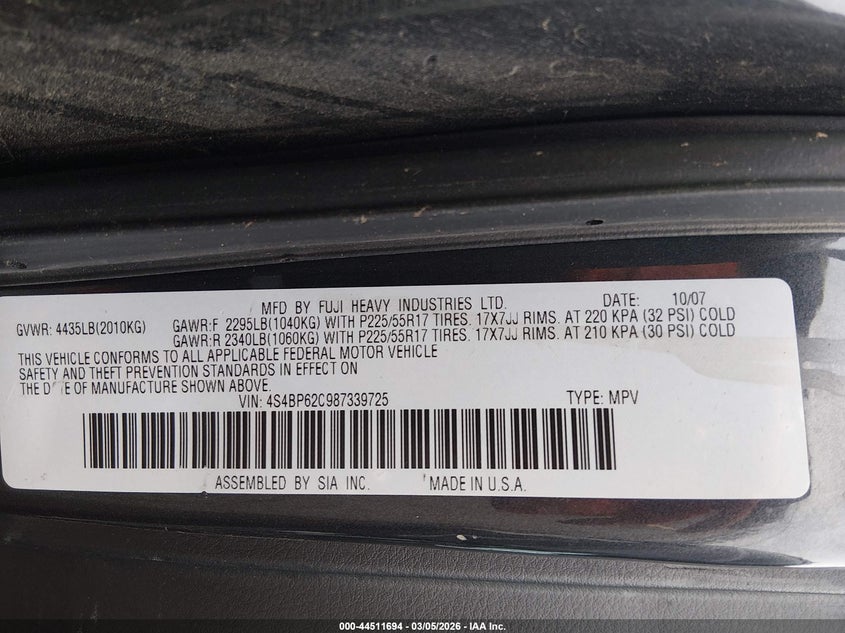 MFD BY FUJI HEAVY INDUSTRIES LTD. DATE: 10/07
GVWR: 4435LB(2010KG) GAWR:F 2295LB(1040KG) WITH P225/55R17 TIRES. 17X7JJ RIMS. AT 220 KPA (32 PSI) COLD
GAWR:R 2340LB(1060KG) WITH P225/55R17 TIRES. 17X7JJ RIMS. AT 210 KPA (30 PSI) COLD
THIS VEHICLE CONFORMS TO ALL APPLICABLE FEDERAL MOTOR VEHICLE
SAFETY AND THEFT PREVENTION STANDARDS IN EFFECT ON
THE DATE OF MANUFACTURE SHOWN ABOVE.
VIN: 4S4BP62C987339725 TYPE: MPV
ASSEMBLED BY SIA INC. MADE IN U.S.A.
000-44511694 | 03/05/2026 - IAA Inc.